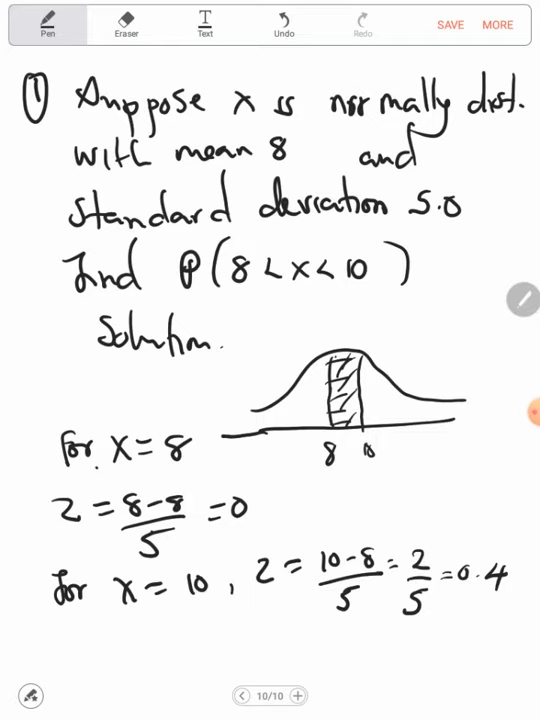 Pen Eraser Text Undo Redo SAVE MORE
① Suppose x is normally dist.
with mean 8 and
standard deviation 5.0
find P(8 < x < 10)
Solution.
8 10
for x = 8
z = 8-8/5 = 0
for x = 10, z = 10-8/5 = 2/5 = 0.4
10/10